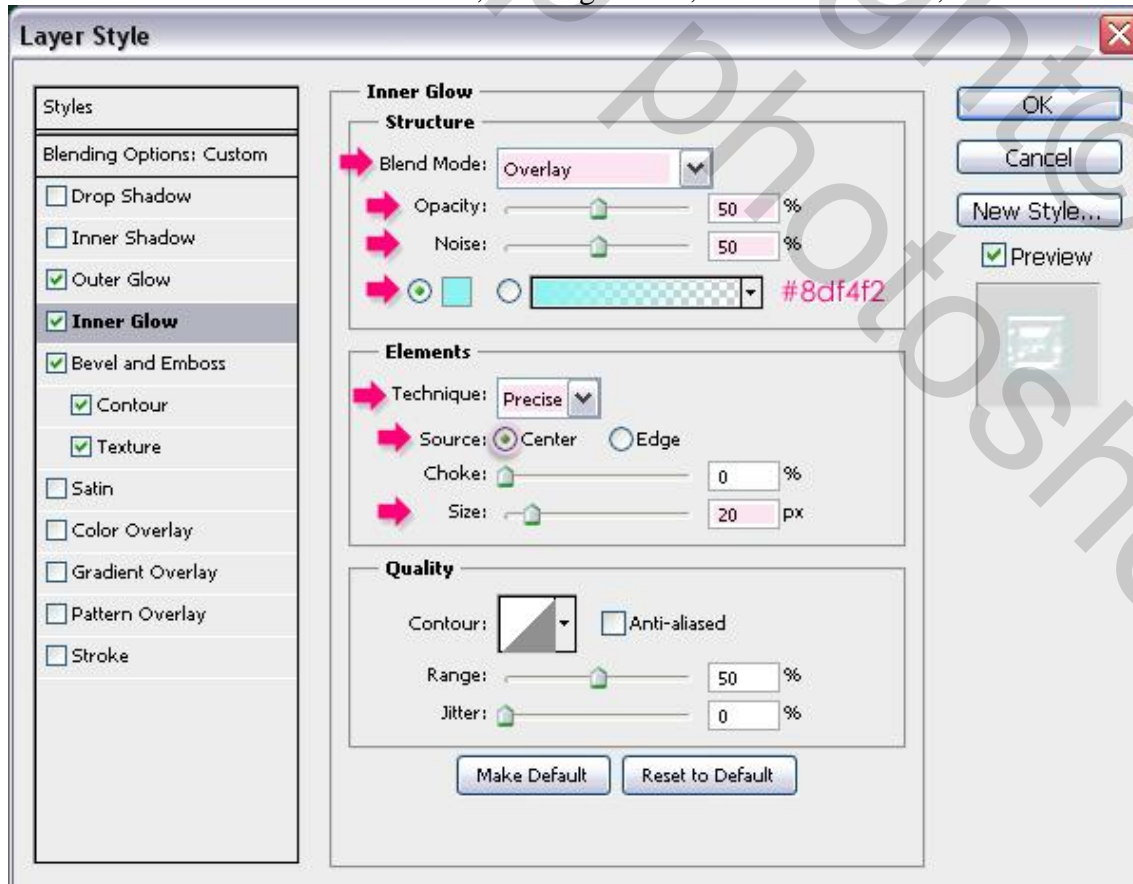 Layer Style
Styles
Blending Options: Custom
Drop Shadow
Inner Shadow
Outer Glow
Inner Glow
Bevel and Emboss
Contour
Texture
Satin
Color Overlay
Gradient Overlay
Pattern Overlay
Stroke
Inner Glow
Structure
Blend Mode: Overlay
Opacity: 50 %
Noise: 50 %
#8df4f2
Elements
Technique: Precise
Source: Center Edge
Choke: 0 %
Size: 20 px
Quality
Contour: Anti-aliased
Range: 50 %
Jitter: 0 %
Make Default Reset to Default
OK
Cancel
New Style...
Preview